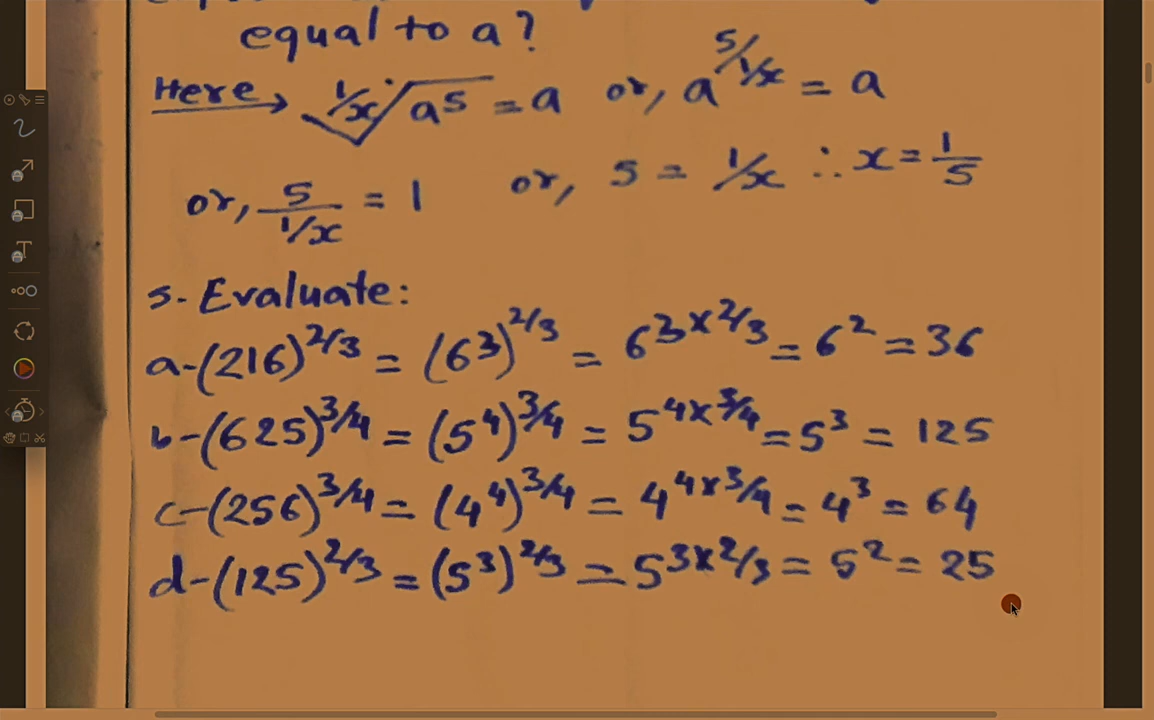 equal to a?
Here → ¹/ₓ√a⁵ = a or, a^(5/1/x) = a
or, 5/(1/x) = 1 or, 5 = 1/x ∴ x = 1/5
5. Evaluate:
a-(216)^2/3 = (6³)^2/3 = 6^3×2/3 = 6² = 36
b-(625)^3/4 = (5⁴)^3/4 = 5^4×3/4 = 5³ = 125
c-(256)^3/4 = (4⁴)^3/4 = 4^4×3/4 = 4³ = 64
d-(125)^2/3 = (5³)^2/3 = 5^3×2/3 = 5² = 25